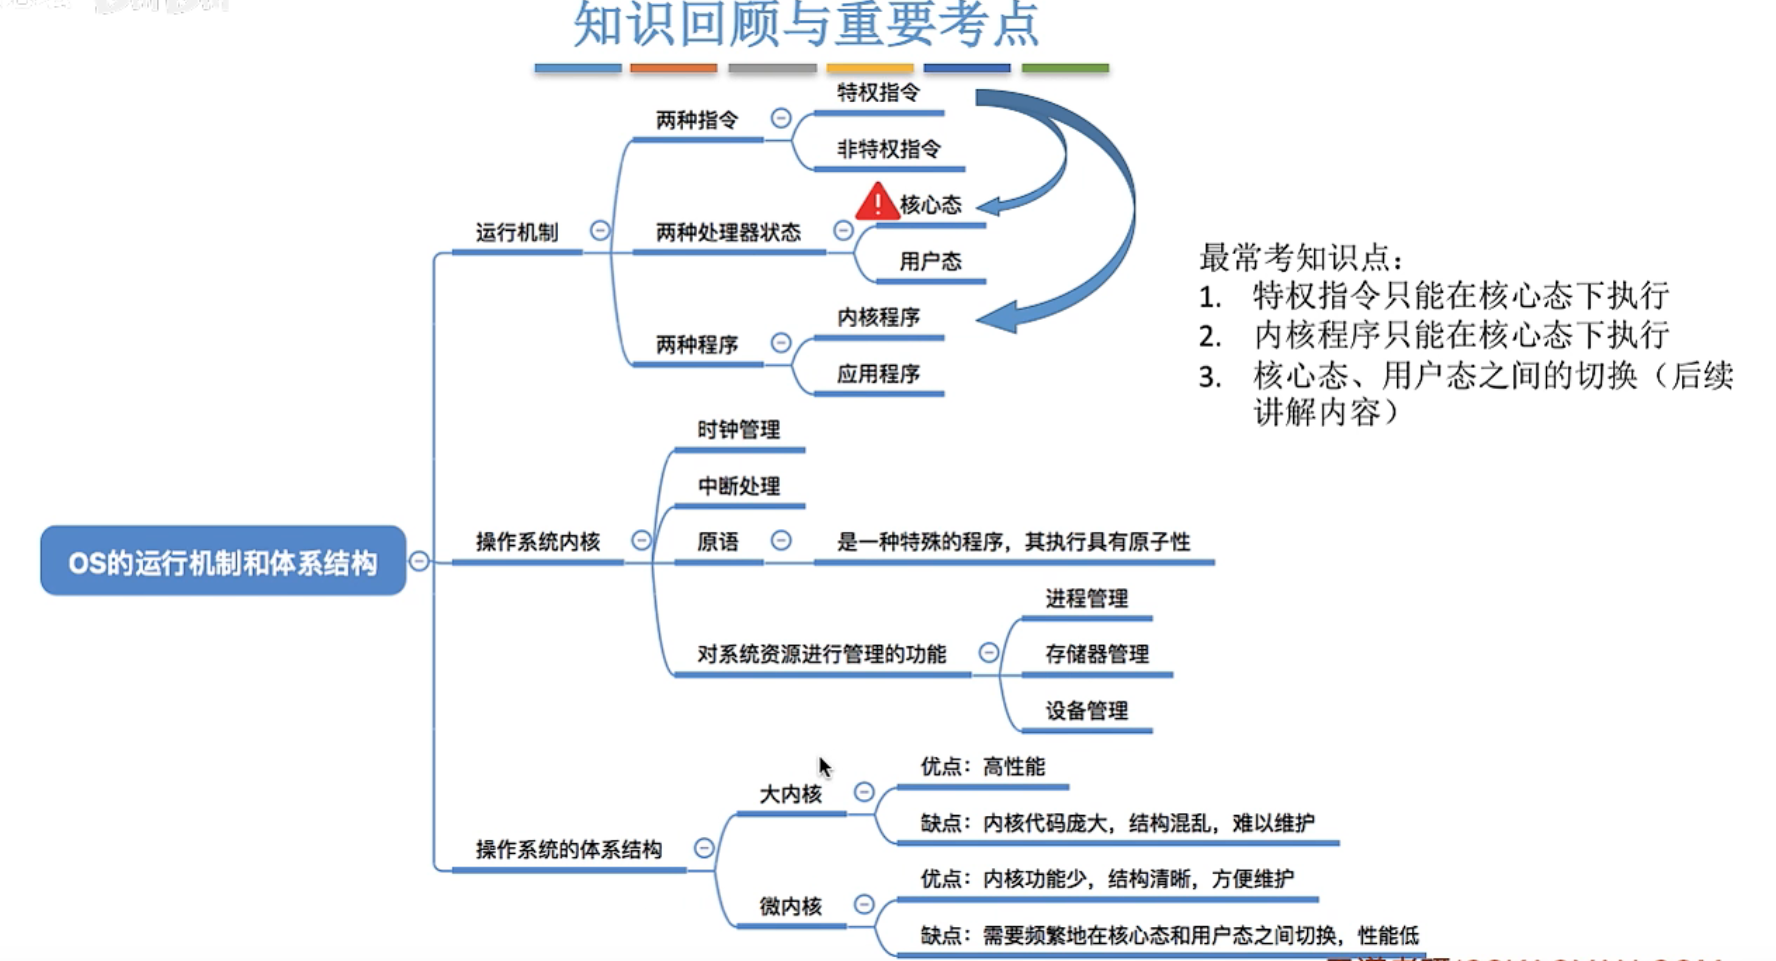 知识回顾与重要考点
特权指令
两种指令
非特权指令
核心态
运行机制
两种处理器状态
用户态
内核程序
两种程序
应用程序
最常考知识点：
1. 特权指令只能在核心态下执行
2. 内核程序只能在核心态下执行
3. 核心态、用户态之间的切换（后续
讲解内容）
时钟管理
中断处理
操作系统内核
原语
是一种特殊的程序，其执行具有原子性
OS的运行机制和体系结构
进程管理
对系统资源进行管理的功能
存储器管理
设备管理
优点：高性能
大内核
缺点：内核代码庞大，结构混乱，难以维护
操作系统的体系结构
优点：内核功能少，结构清晰，方便维护
微内核
缺点：需要频繁地在核心态和用户态之间切换，性能低